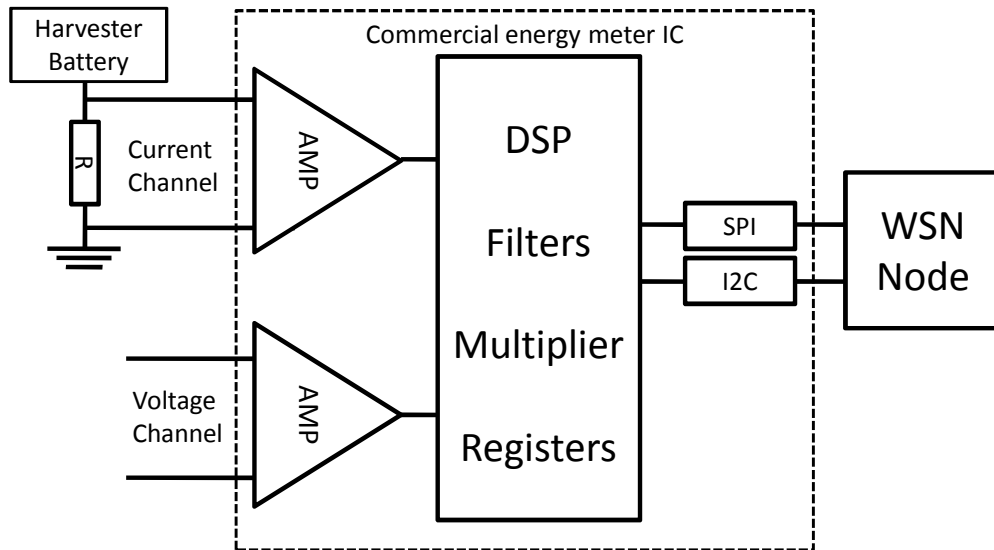 Harvester
Battery
Commercial energy meter IC
R
Current
Channel
AMP
DSP
Filters
Multiplier
Registers
SPI
I2C
WSN
Node
Voltage
Channel
AMP